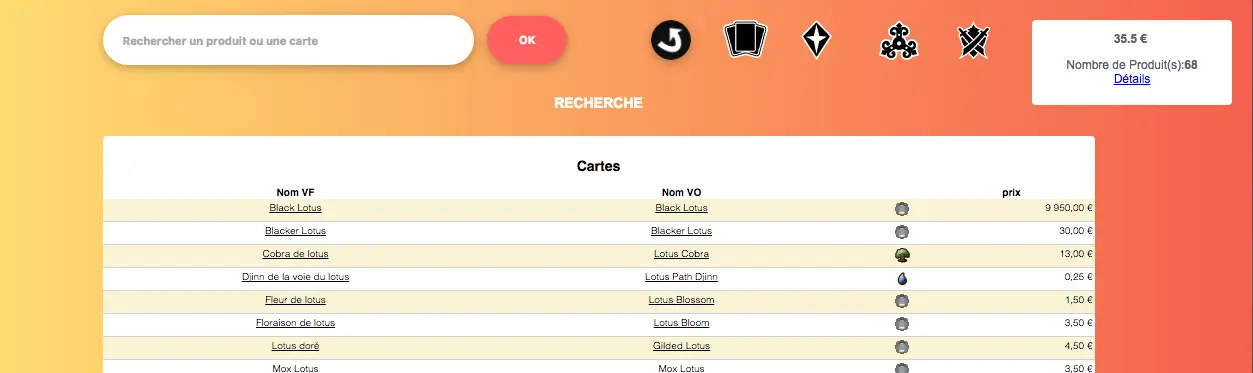 Rechercher un produit ou une carte
OK
35.5 €
Nombre de Produit(s):68
Détails
RECHERCHE
Cartes
Nom VF Nom VO prix
Black Lotus Black Lotus 9 950,00 €
Blacker Lotus Blacker Lotus 30,00 €
Cobra de lotus Lotus Cobra 13,00 €
Djinn de la voie du lotus Lotus Path Djinn 0,25 €
Fleur de lotus Lotus Blossom 1,50 €
Floraison de lotus Lotus Bloom 3,50 €
Lotus doré Gilded Lotus 4,50 €
Mox Lotus Mox Lotus 3,50 €